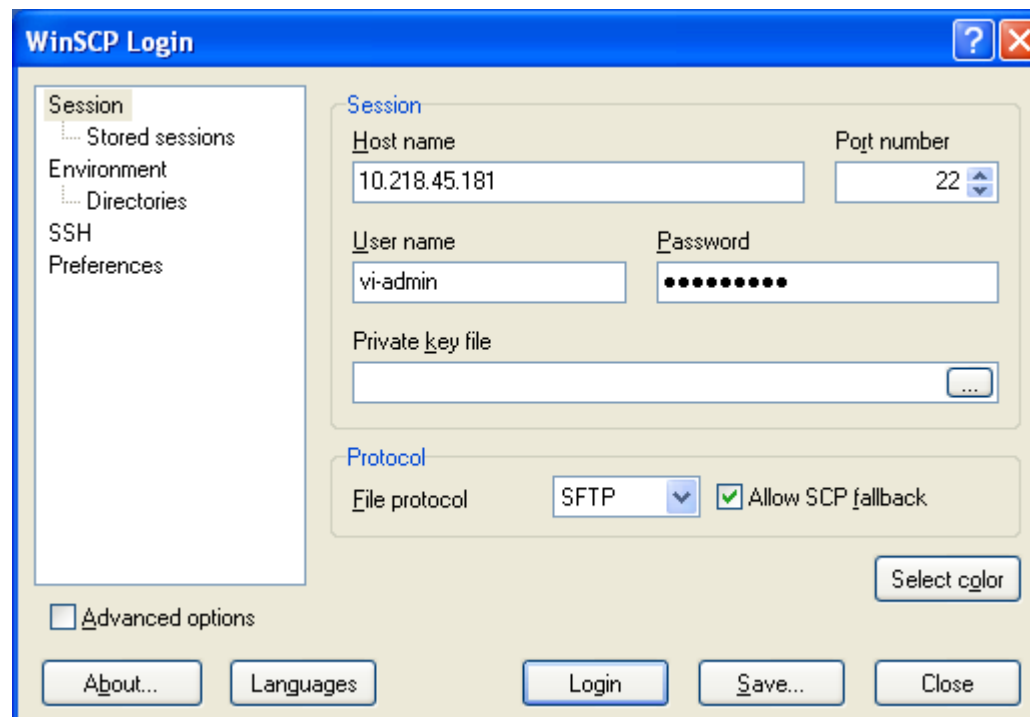 WinSCP Login
Session
Stored sessions
Environment
Directories
SSH
Preferences
Advanced options
Session
Host name
Port number
10.218.45.181
22
User name
Password
vi-admin
●●●●●●●●●
Private key file
...
Protocol
File protocol
SFTP
Allow SCP fallback
Select color
About...
Languages
Login
Save...
Close